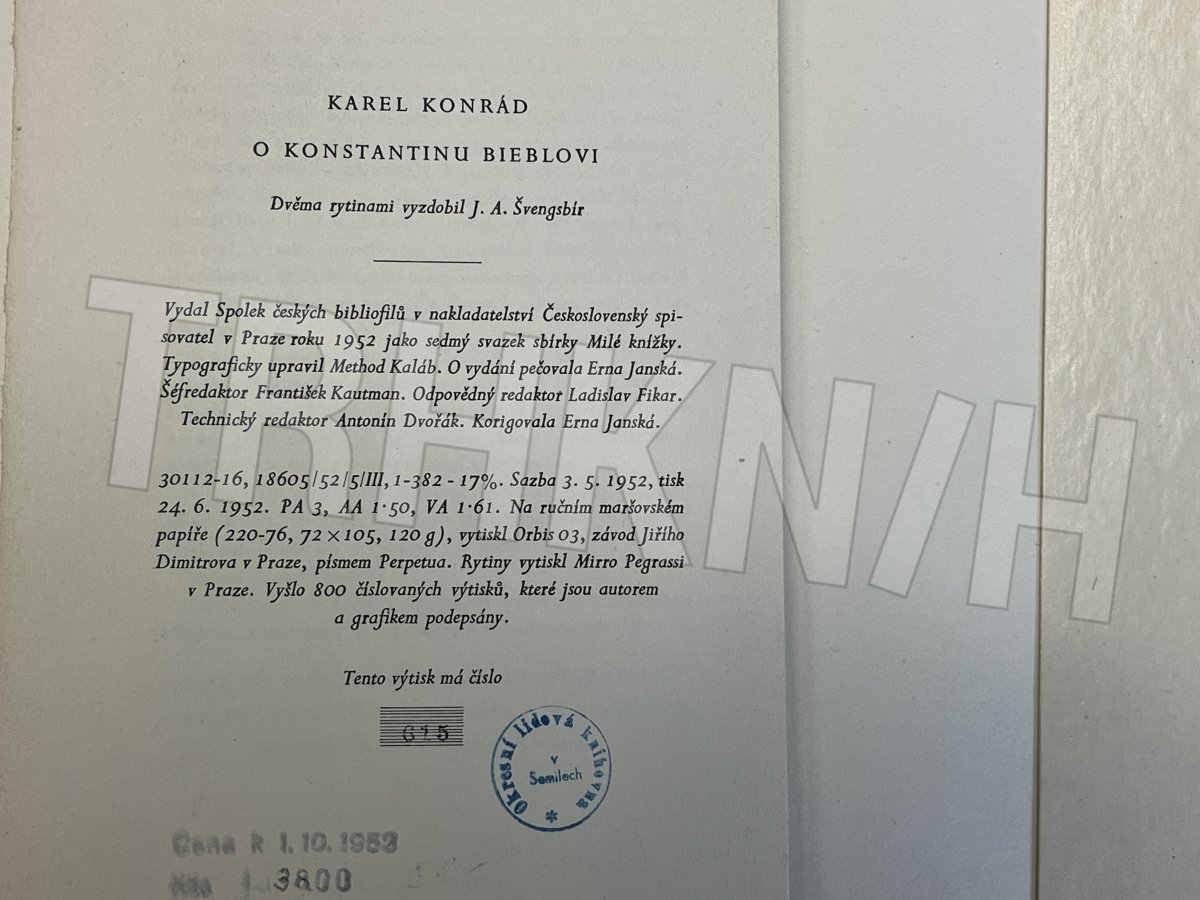 KAREL KONRÁD
O KONSTANTINU BIEBLOVI
Dvěma rytinami vyzdobil J. A. Švengsbír
Vydal Spolek českých bibliofilů v nakladatelství Československý spi-
sovatel v Praze roku 1952 jako sedmý svazek sbírky Milé knížky.
Typograficky upravil Method Kaláb. O vydání pečovala Erna Janská.
Šéfredaktor František Kautman. Odpovědný redaktor Ladislav Fikar.
Technický redaktor Antonín Dvořák. Korigovala Erna Janská.
30112-16, 18605/52/5/III, 1-382 - 17%. Sazba 3. 5. 1952, tisk
24. 6. 1952. PA 3, AA 1·50, VA 1·61. Na ručním maršovském
papíře (220-76, 72×105, 120 g), vytiskl Orbis 03, závod Jiřího
Dimitrova v Praze, písmem Perpetua. Rytiny vytiskl Mirro Pegrassi
v Praze. Vyšlo 800 číslovaných výtisků, které jsou autorem
a grafikem podepsány.
Tento výtisk má číslo
615
Okresní lidová knihovna
v
Semilech
*
Cena k 1.10.1953
Kčs 3800
TRHKN/H